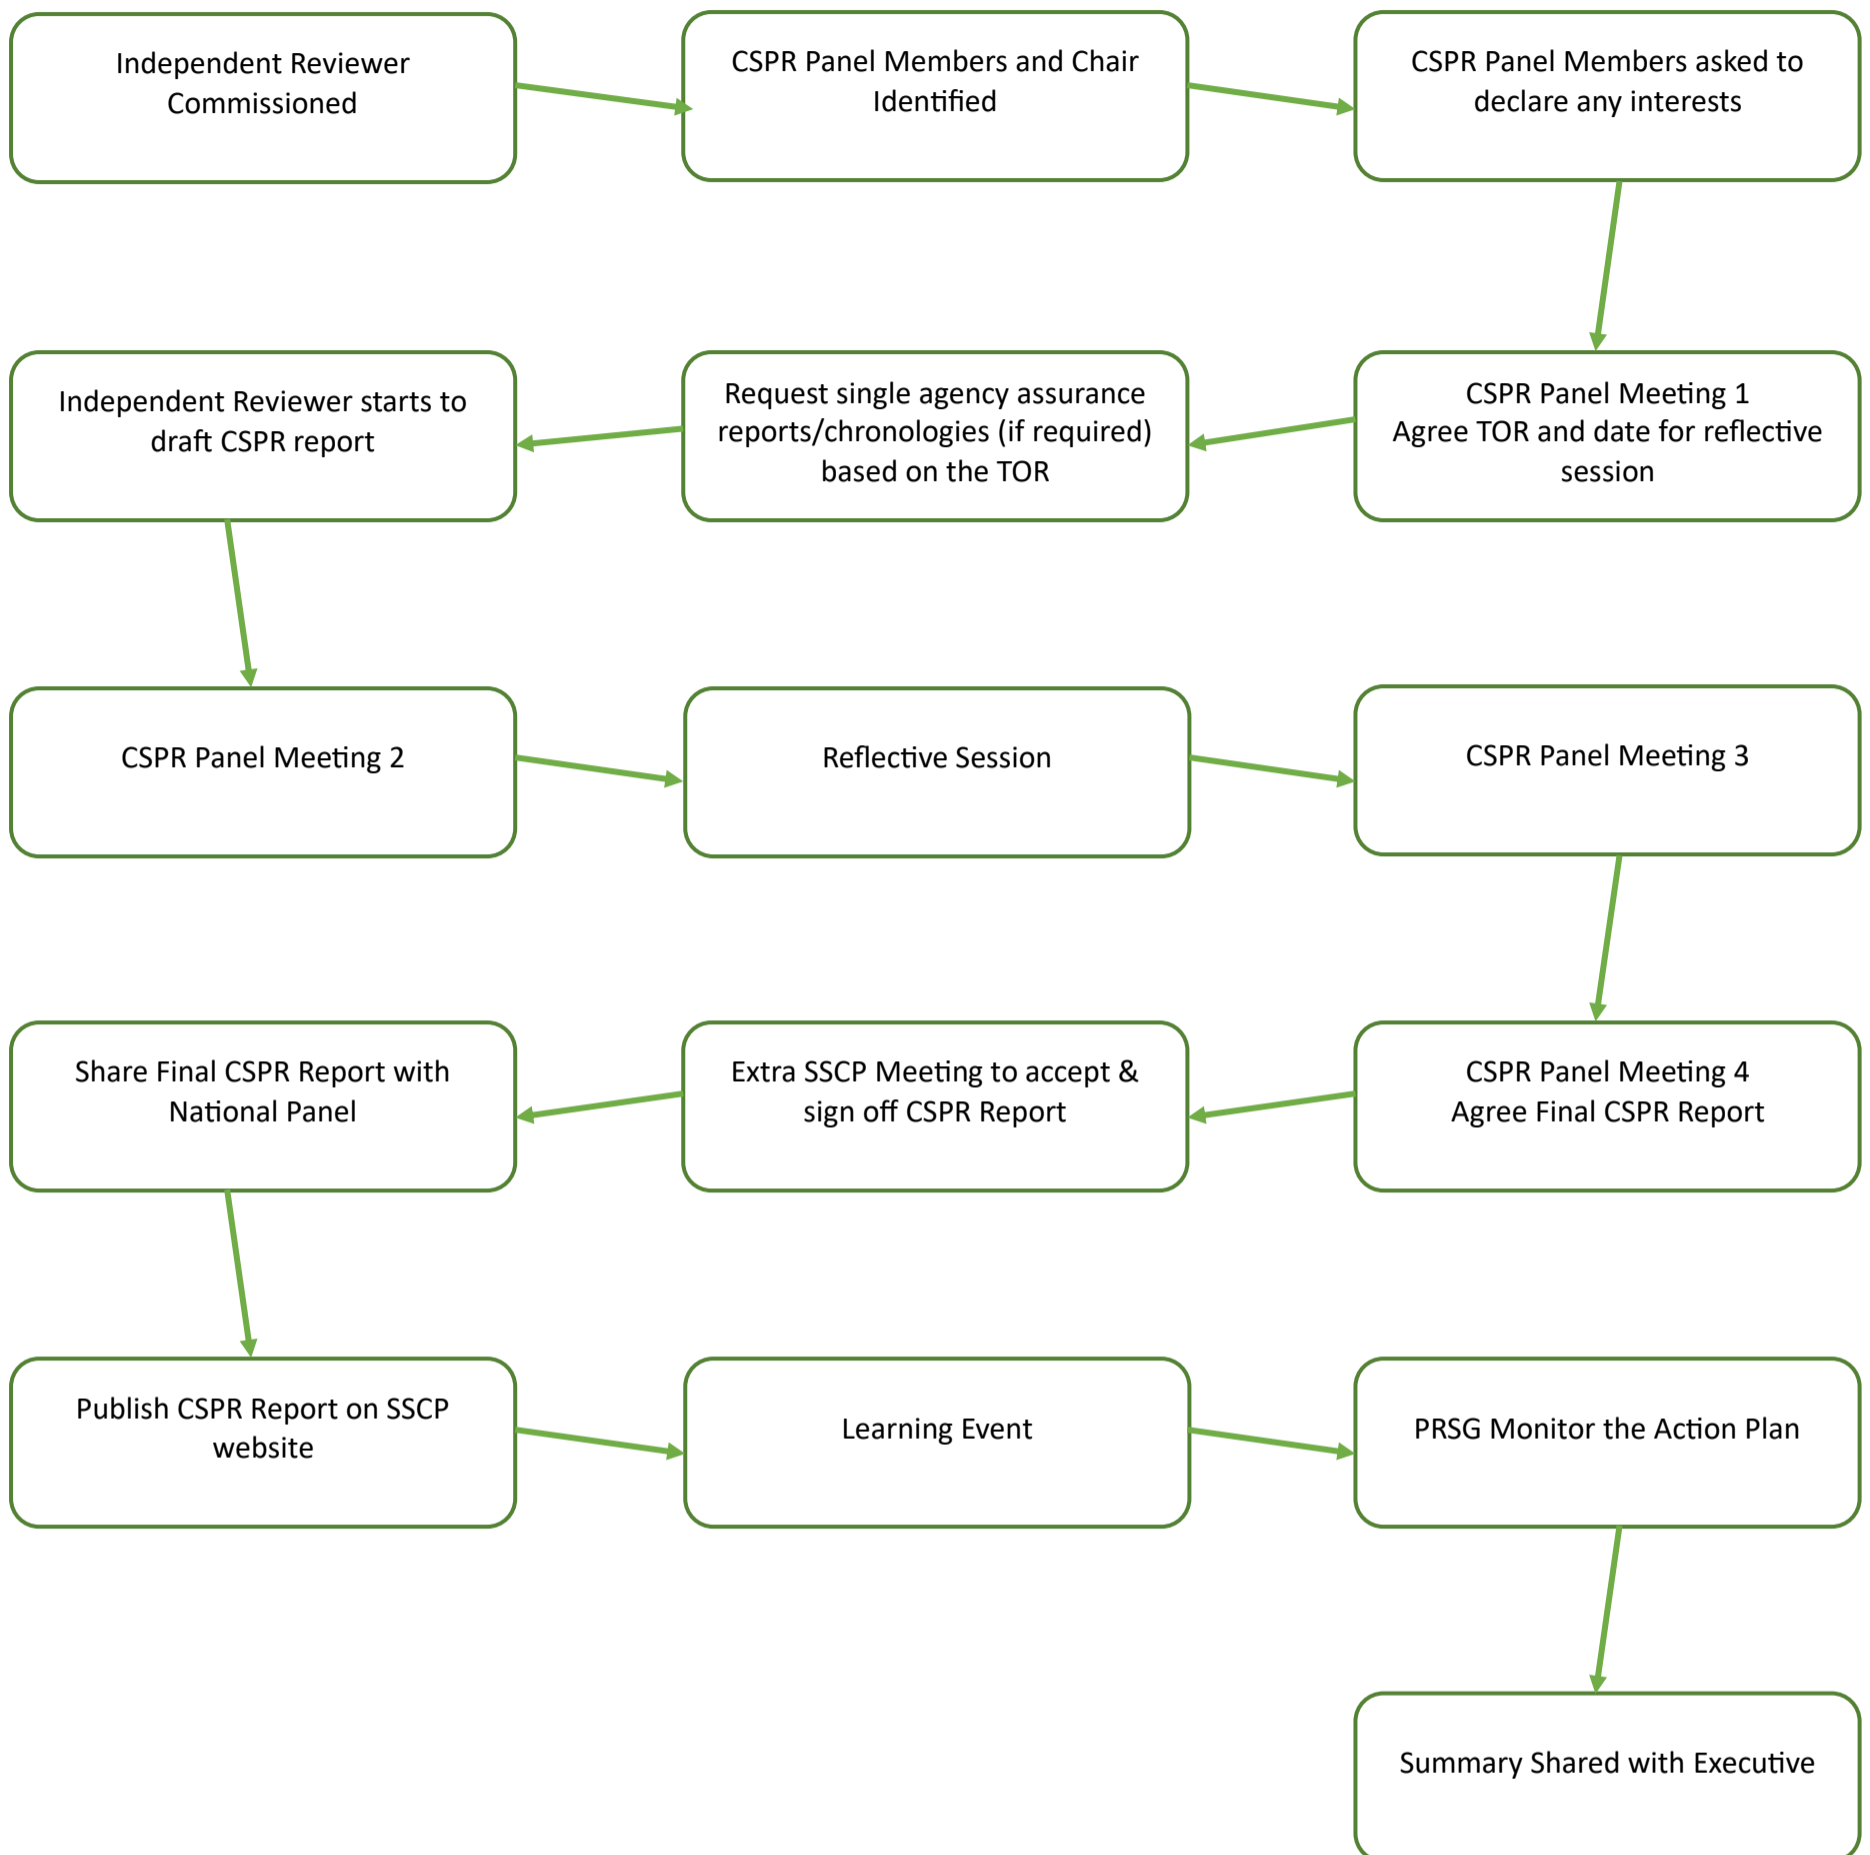 Independent Reviewer
Commissioned
CSPR Panel Members and Chair
Identified
CSPR Panel Members asked to
declare any interests
CSPR Panel Meeting 1
Agree TOR and date for reflective
session
Request single agency assurance
reports/chronologies (if required)
based on the TOR
Independent Reviewer starts to
draft CSPR report
CSPR Panel Meeting 2
Reflective Session
CSPR Panel Meeting 3
CSPR Panel Meeting 4
Agree Final CSPR Report
Extra SSCP Meeting to accept &
sign off CSPR Report
Share Final CSPR Report with
National Panel
Publish CSPR Report on SSCP
website
Learning Event
PRSG Monitor the Action Plan
Summary Shared with Executive